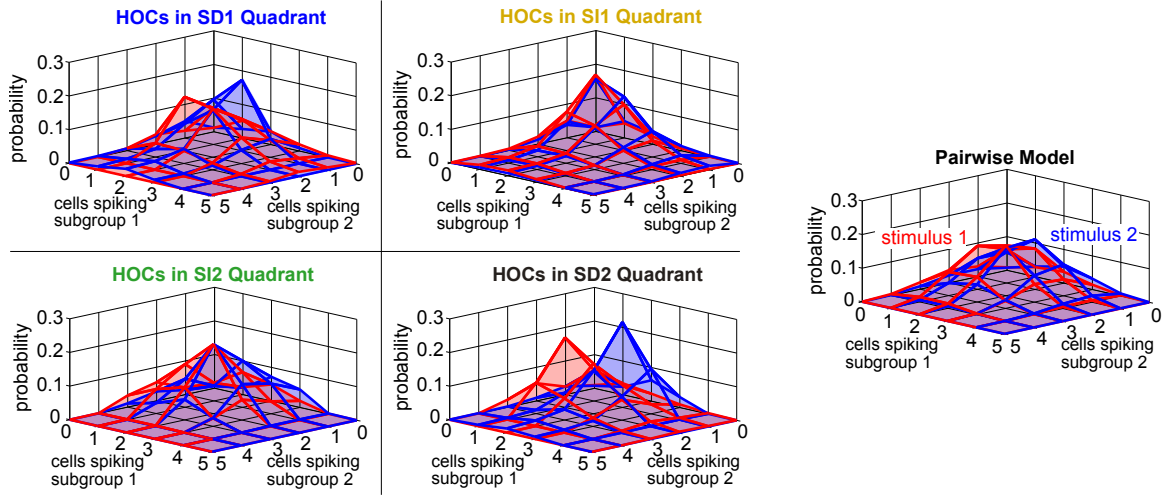 HOCs in SD1 Quadrant
0.3
0.2
0.1
0
probability
0 1 2 3 4 5
5 4 3 2 1 0
cells spiking
subgroup 1
cells spiking
subgroup 2
HOCs in SI1 Quadrant
0.3
0.2
0.1
0
probability
0 1 2 3 4 5
5 4 3 2 1 0
cells spiking
subgroup 1
cells spiking
subgroup 2
HOCs in SI2 Quadrant
0.3
0.2
0.1
0
probability
0 1 2 3 4 5
5 4 3 2 1 0
cells spiking
subgroup 1
cells spiking
subgroup 2
HOCs in SD2 Quadrant
0.3
0.2
0.1
0
probability
0 1 2 3 4 5
5 4 3 2 1 0
cells spiking
subgroup 1
cells spiking
subgroup 2
Pairwise Model
0.3
0.2
0.1
0
probability
stimulus 1
stimulus 2
0 1 2 3 4 5
5 4 3 2 1 0
cells spiking
subgroup 1
cells spiking
subgroup 2